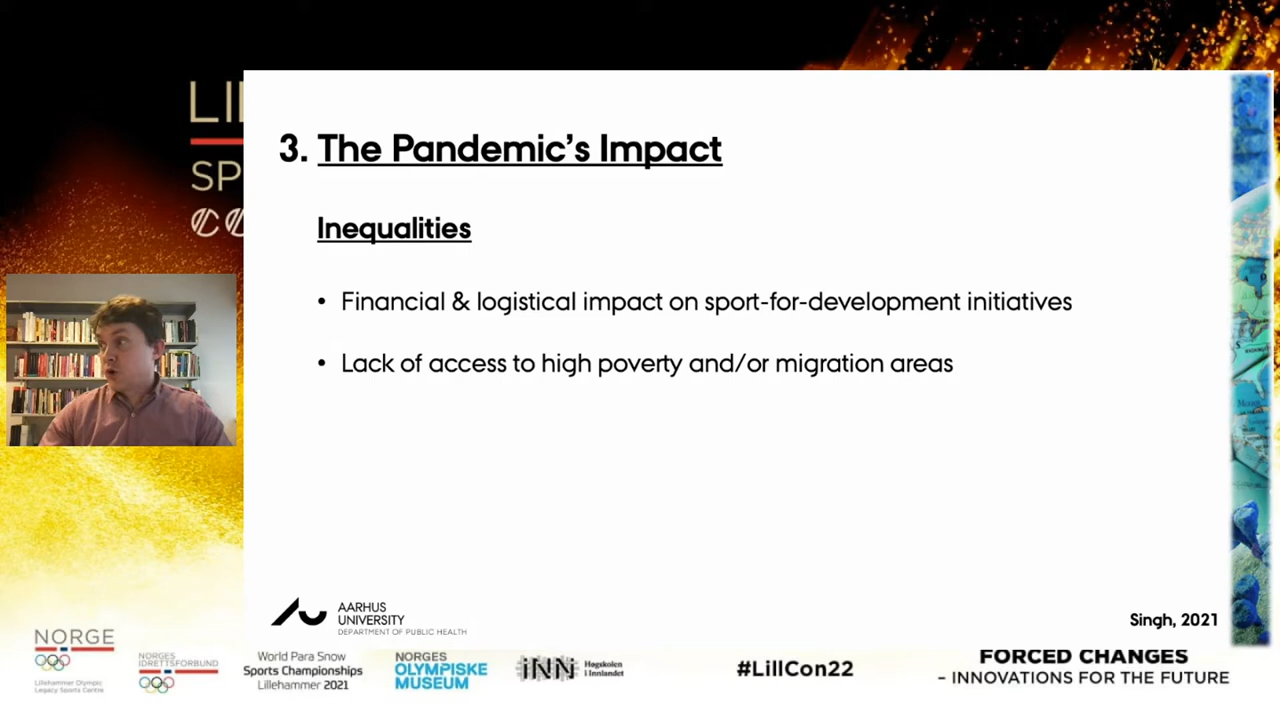 LIL
SP
3. The Pandemic's Impact
Inequalities
• Financial & logistical impact on sport-for-development initiatives
• Lack of access to high poverty and/or migration areas
AARHUS
UNIVERSITY
DEPARTMENT OF PUBLIC HEALTH
Singh, 2021
NORGE
Lillehammer Olympic
Legacy Sports Centre
NORGES
IDRETTSFORBUND
World Para Snow
Sports Championships
Lillehammer 2021
NORGES
OLYMPISKE
MUSEUM
iNN
Høgskolen
i Innlandet
#LillCon22
FORCED CHANGES
– INNOVATIONS FOR THE FUTURE